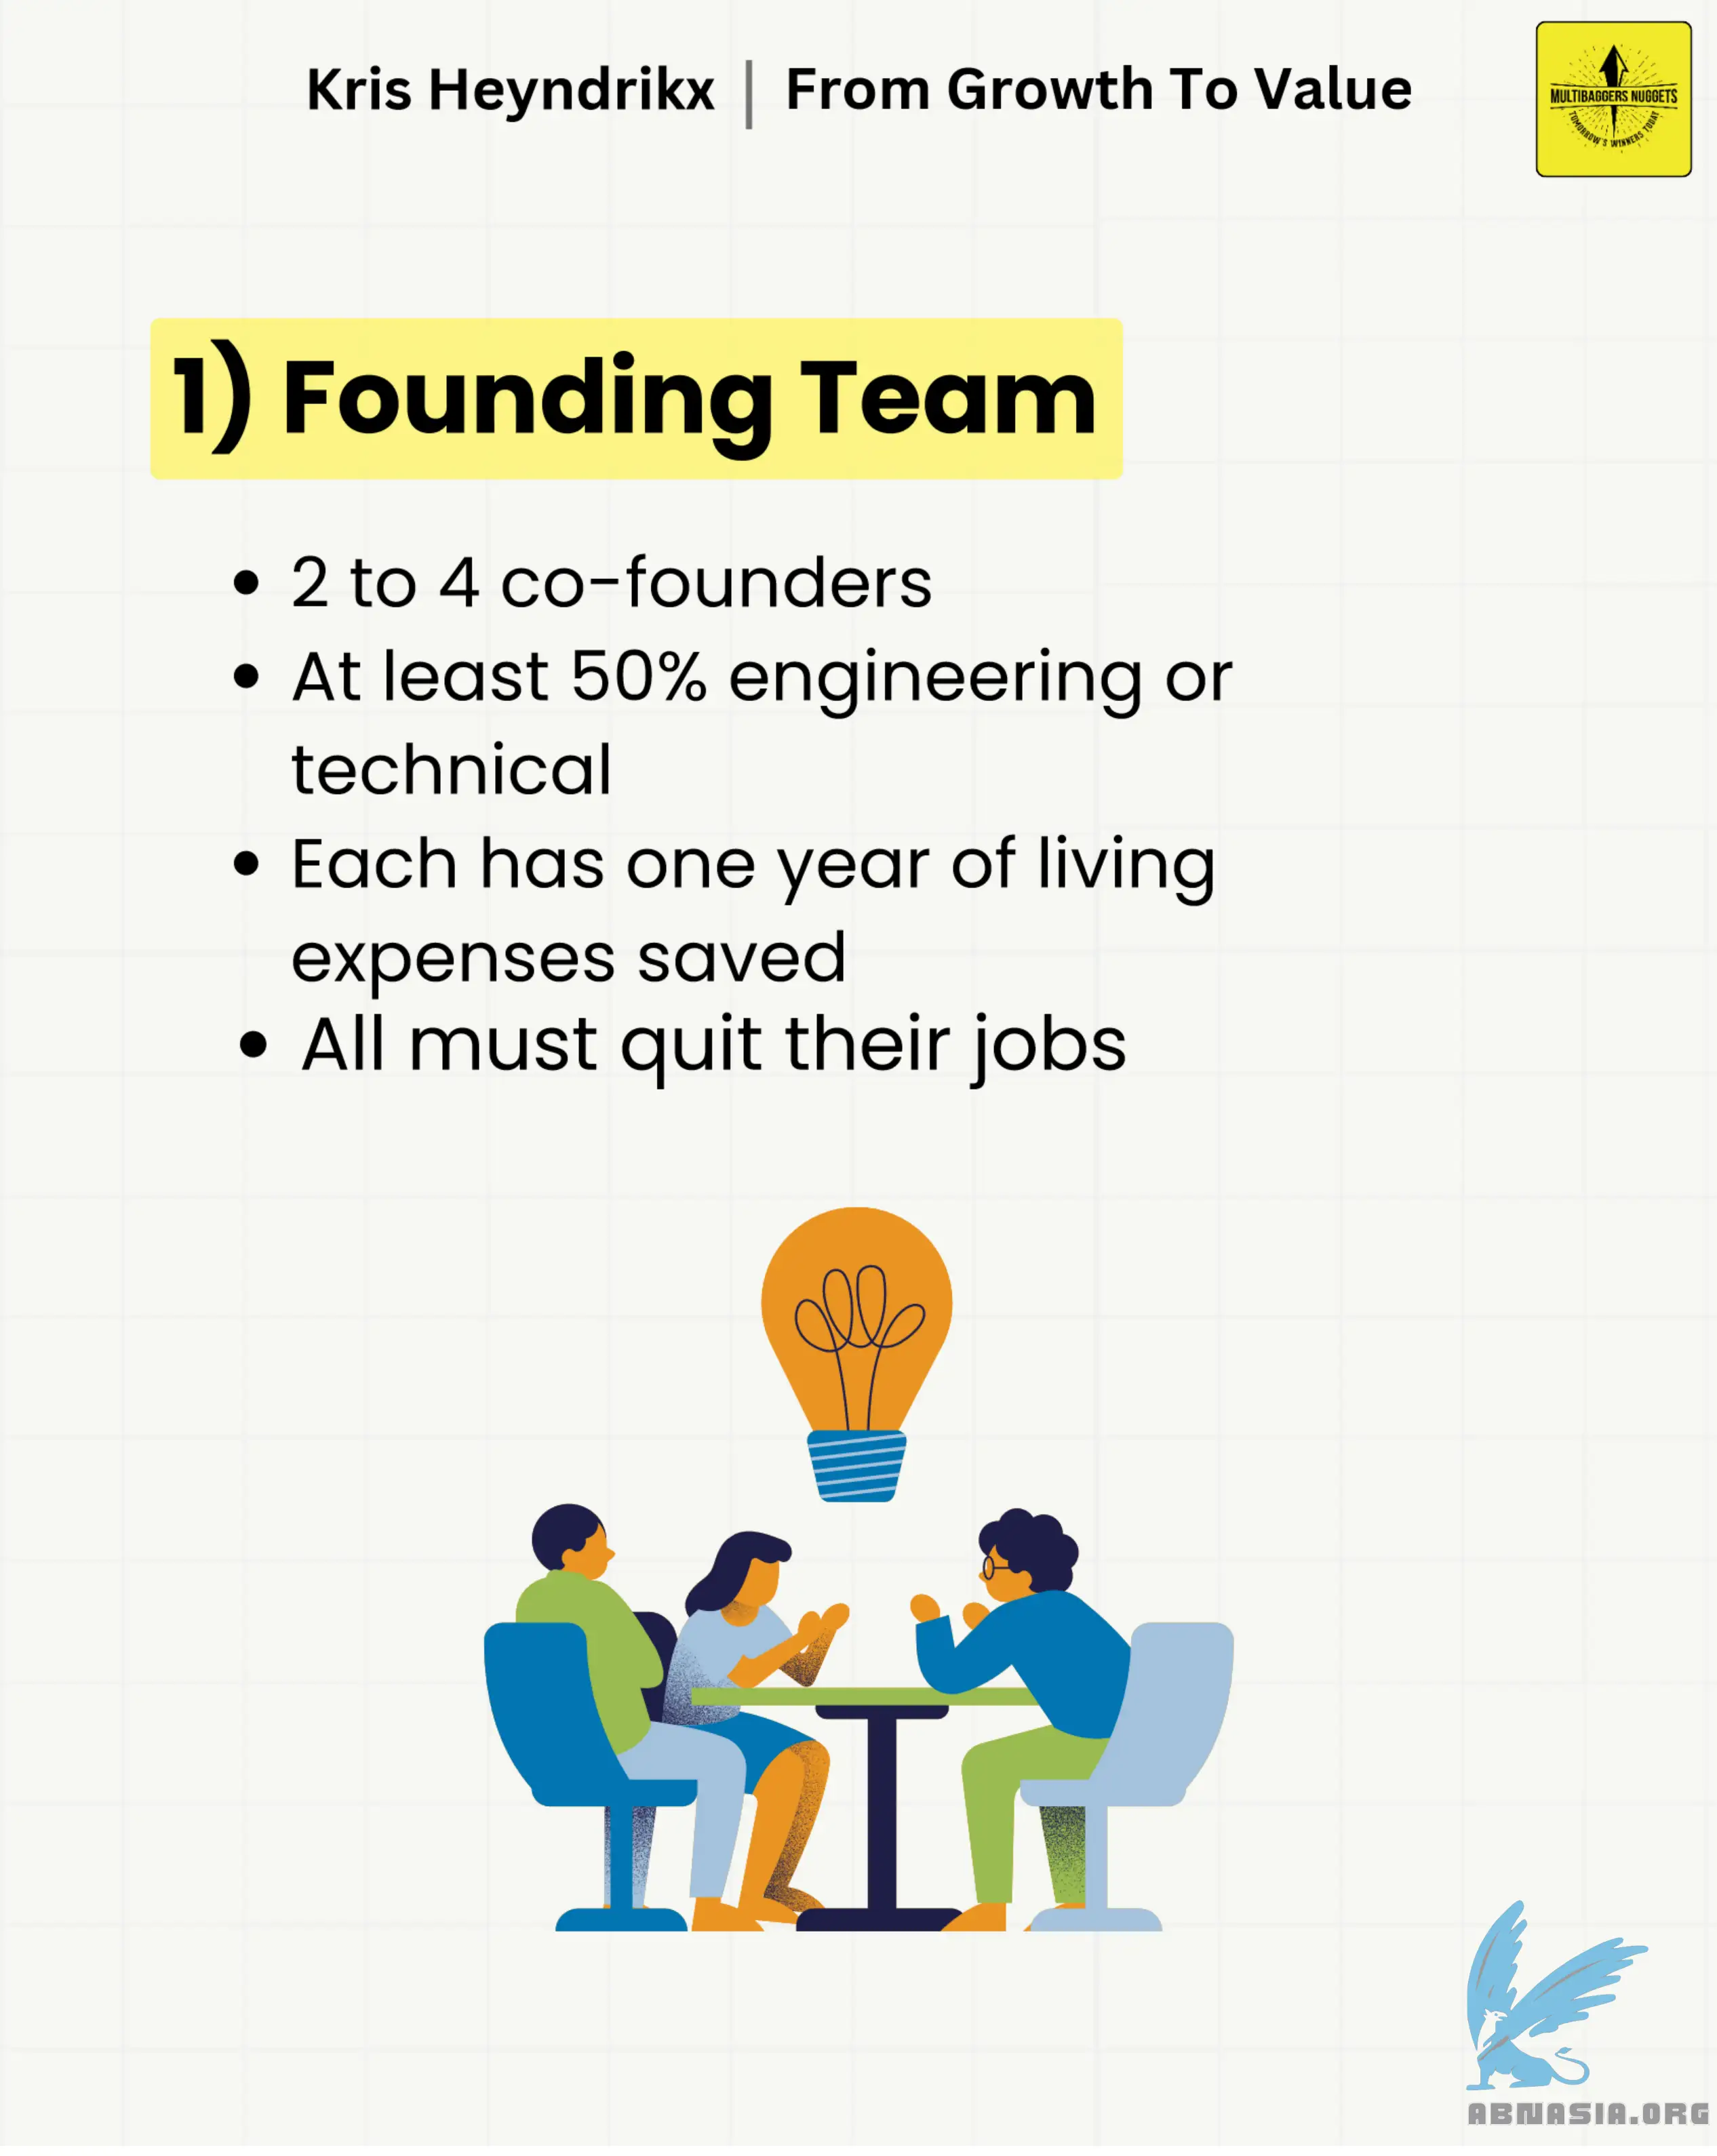 Kris Heyndrikx | From Growth To Value
MULTIBAGGERS NUGGETS
TOMORROW'S WINNERS TODAY
1) Founding Team
• 2 to 4 co-founders
• At least 50% engineering or
technical
• Each has one year of living
expenses saved
• All must quit their jobs
ABNASIA.ORG